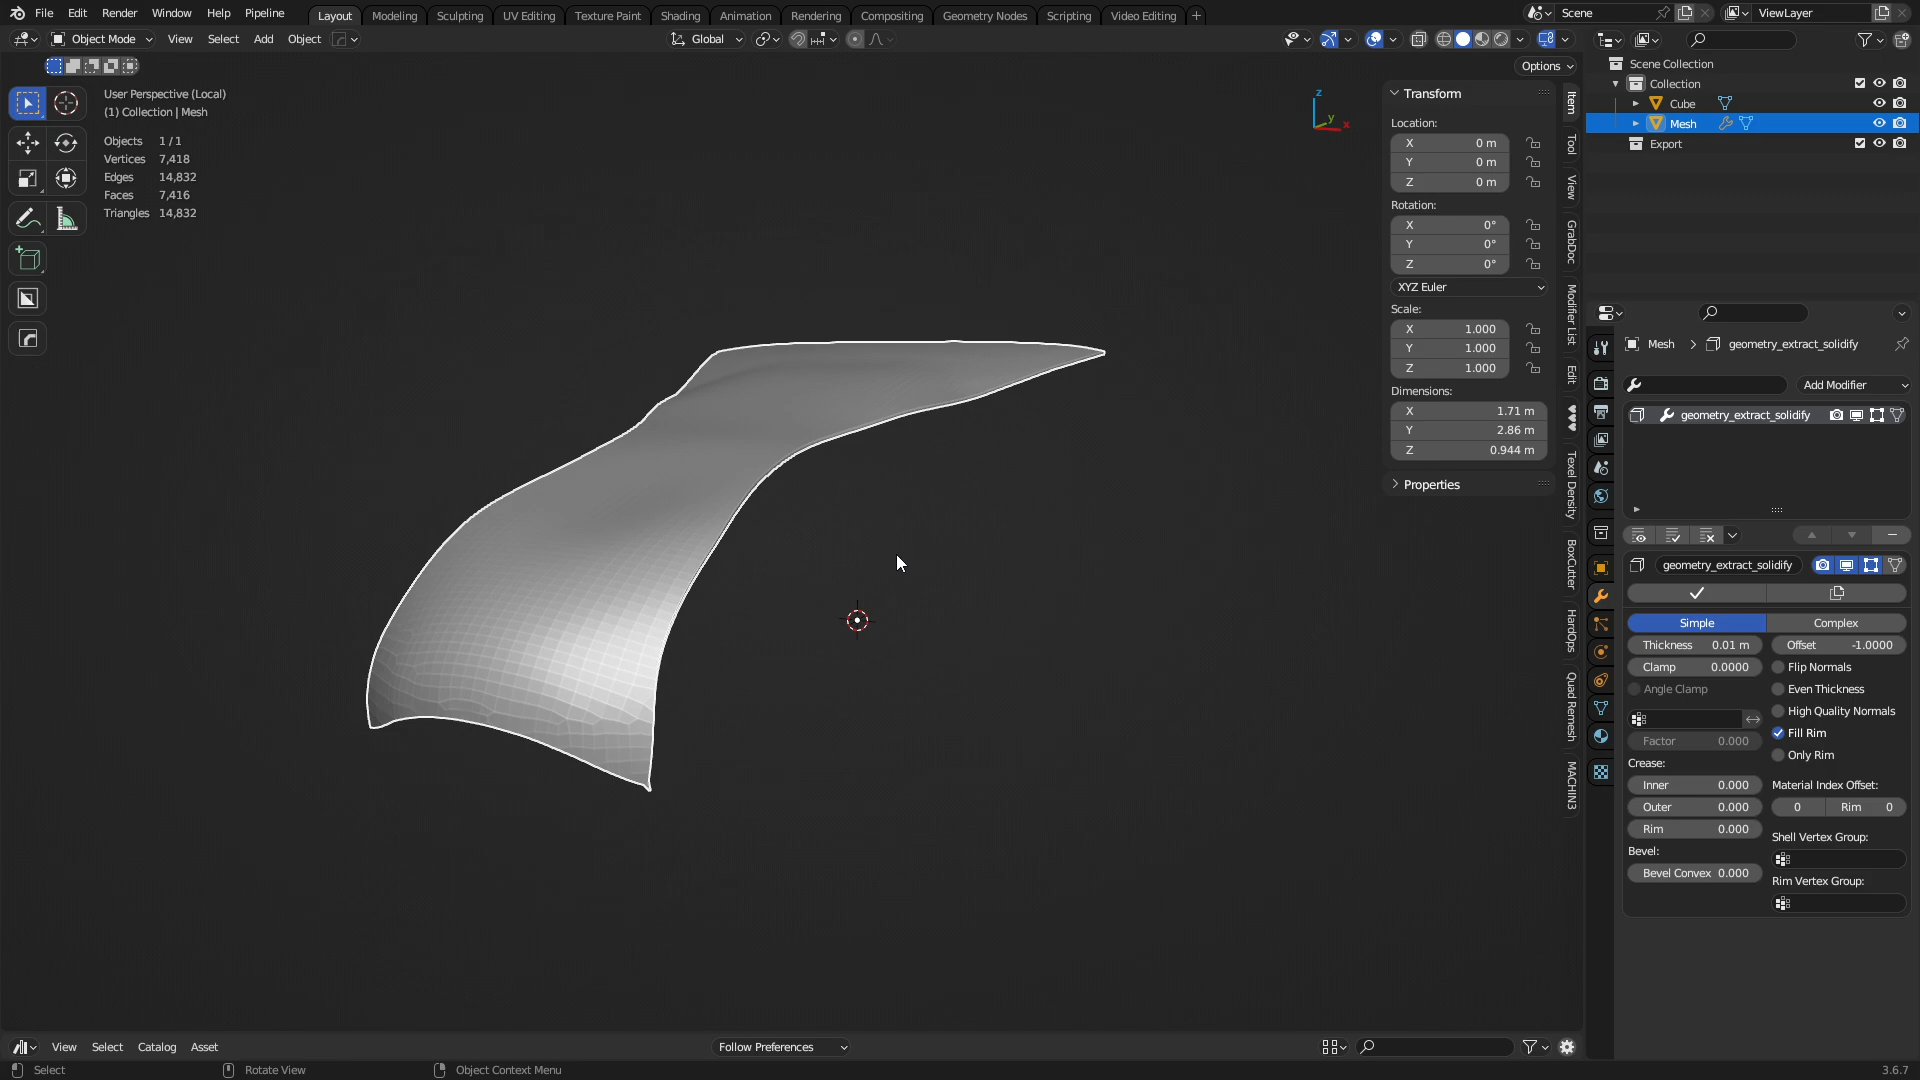 File Edit Render Window Help Pipeline Layout Modeling Sculpting UV Editing Texture Paint Shading Animation Rendering Compositing Geometry Nodes Scripting Video Editing + Scene ViewLayer
Object Mode View Select Add Object Global
Options
User Perspective (Local)
(1) Collection | Mesh
Objects 1 / 1
Vertices 7,418
Edges 14,832
Faces 7,416
Triangles 14,832
z
y
x
Transform
Location:
X 0 m
Y 0 m
Z 0 m
Rotation:
X 0°
Y 0°
Z 0°
XYZ Euler
Scale:
X 1.000
Y 1.000
Z 1.000
Dimensions:
X 1.71 m
Y 2.86 m
Z 0.944 m
Properties
Item
Tool
View
GrabDoc
Modifier List
Edit
Texel Density
BoxCutter
HardOps
Quad Remesh
MACHIN3
Scene Collection
Collection
Cube
Mesh
Export
Mesh geometry_extract_solidify
Add Modifier
geometry_extract_solidify
geometry_extract_solidify
Simple Complex
Thickness 0.01 m Offset -1.0000
Clamp 0.0000 Flip Normals
Angle Clamp Even Thickness
High Quality Normals
Fill Rim
Factor 0.000 Only Rim
Crease:
Inner 0.000 Material Index Offset:
Outer 0.000 0 Rim 0
Rim 0.000 Shell Vertex Group:
Bevel:
Bevel Convex 0.000 Rim Vertex Group:
View Select Catalog Asset Follow Preferences
Select Rotate View Object Context Menu 3.6.7